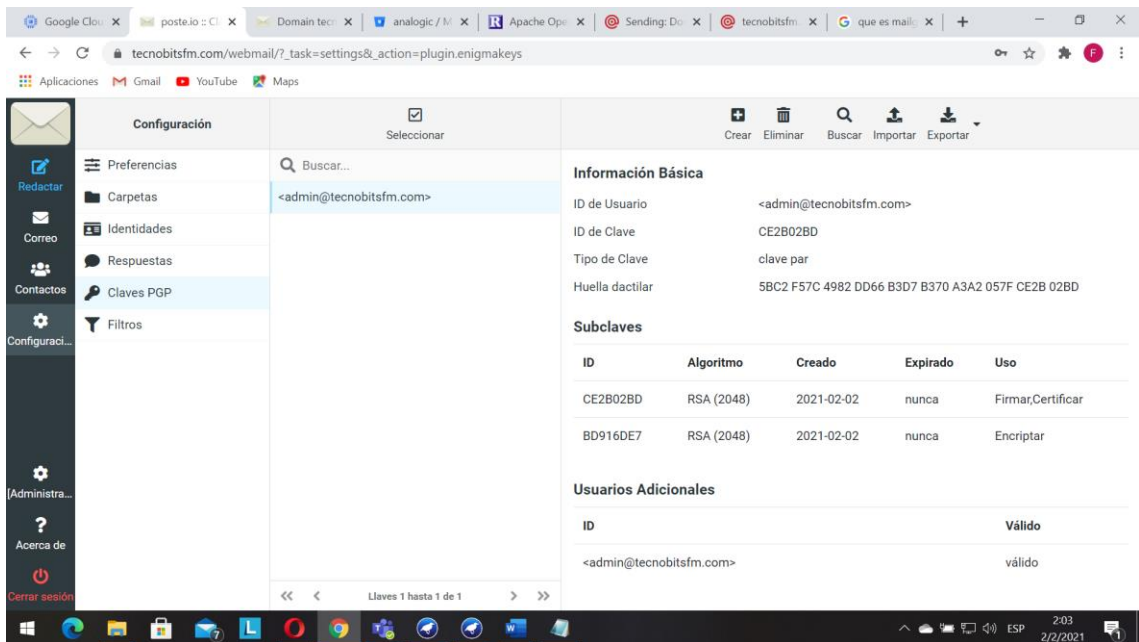 Google Clou
poste.io :: Cl
Domain tecn
analogic / M
Apache Ope
Sending: Do
tecnobitsfm
que es mailg
tecnobitsfm.com/webmail/?_task=settings&_action=plugin.enigmakeys
F
Aplicaciones Gmail YouTube Maps
Configuración
Seleccionar
Crear Eliminar Buscar Importar Exportar
Redactar
Correo
Contactos
Configuraci...
[Administra...
Acerca de
Cerrar sesión
Preferencias
Carpetas
Identidades
Respuestas
Claves PGP
Filtros
Buscar...
<admin@tecnobitsfm.com>
Llaves 1 hasta 1 de 1
Información Básica
ID de Usuario <admin@tecnobitsfm.com>
ID de Clave CE2B02BD
Tipo de Clave clave par
Huella dactilar 5BC2 F57C 4982 DD66 B3D7 B370 A3A2 057F CE2B 02BD
Subclaves
ID Algoritmo Creado Expirado Uso
CE2B02BD RSA (2048) 2021-02-02 nunca Firmar,Certificar
BD916DE7 RSA (2048) 2021-02-02 nunca Encriptar
Usuarios Adicionales
ID Válido
<admin@tecnobitsfm.com> válido
ESP
2:03
2/2/2021